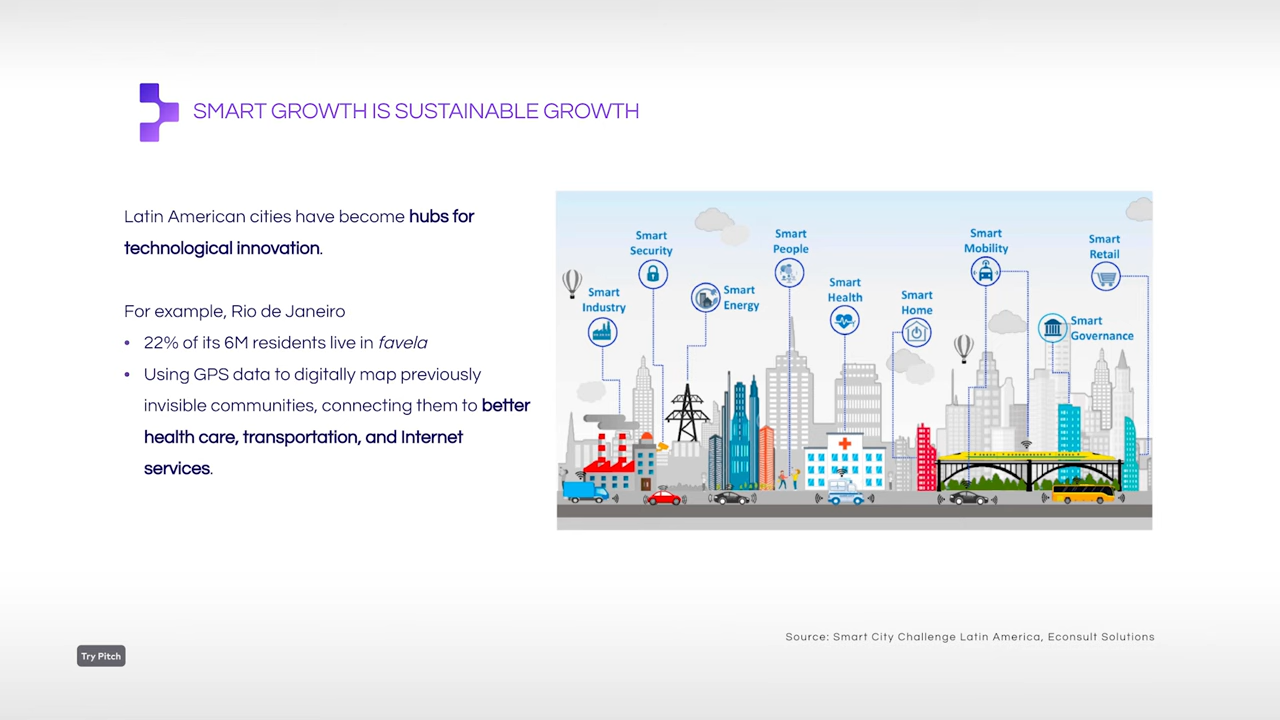 SMART GROWTH IS SUSTAINABLE GROWTH
Latin American cities have become hubs for
technological innovation.
For example, Rio de Janeiro
• 22% of its 6M residents live in favela
• Using GPS data to digitally map previously
invisible communities, connecting them to better
health care, transportation, and Internet
services.
Smart
Security
Smart
People
Smart
Mobility
Smart
Retail
Smart
Industry
Smart
Energy
Smart
Health
Smart
Home
Smart
Governance
Source: Smart City Challenge Latin America, Econsult Solutions
Try Pitch